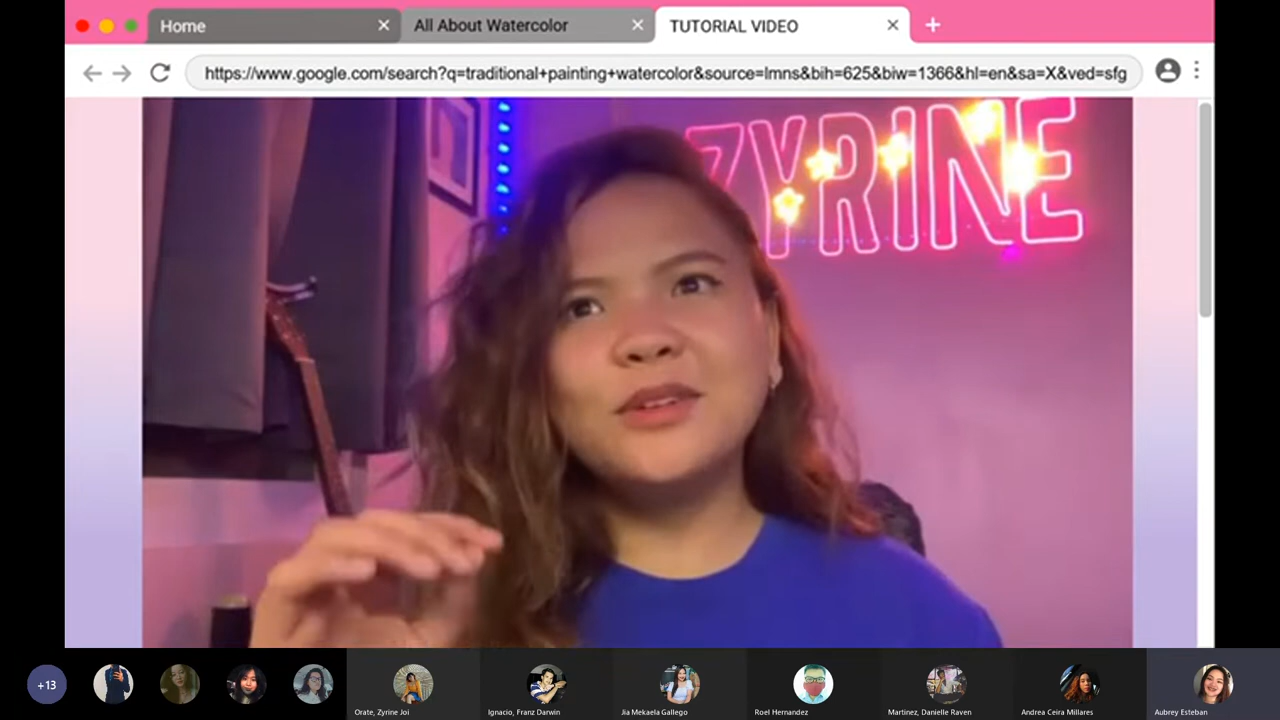 Home
All About Watercolor
TUTORIAL VIDEO
https://www.google.com/search?q=traditional+painting+watercolor&source=lmns&bih=625&biw=1366&hl=en&sa=X&ved=sfg
ZYRINE
+13
Orate, Zyrine Joi
Ignacio, Franz Darwin
Jia Mekaela Gallego
Roel Hernandez
Martinez, Danielle Raven
Andrea Ceira Millares
Aubrey Esteban